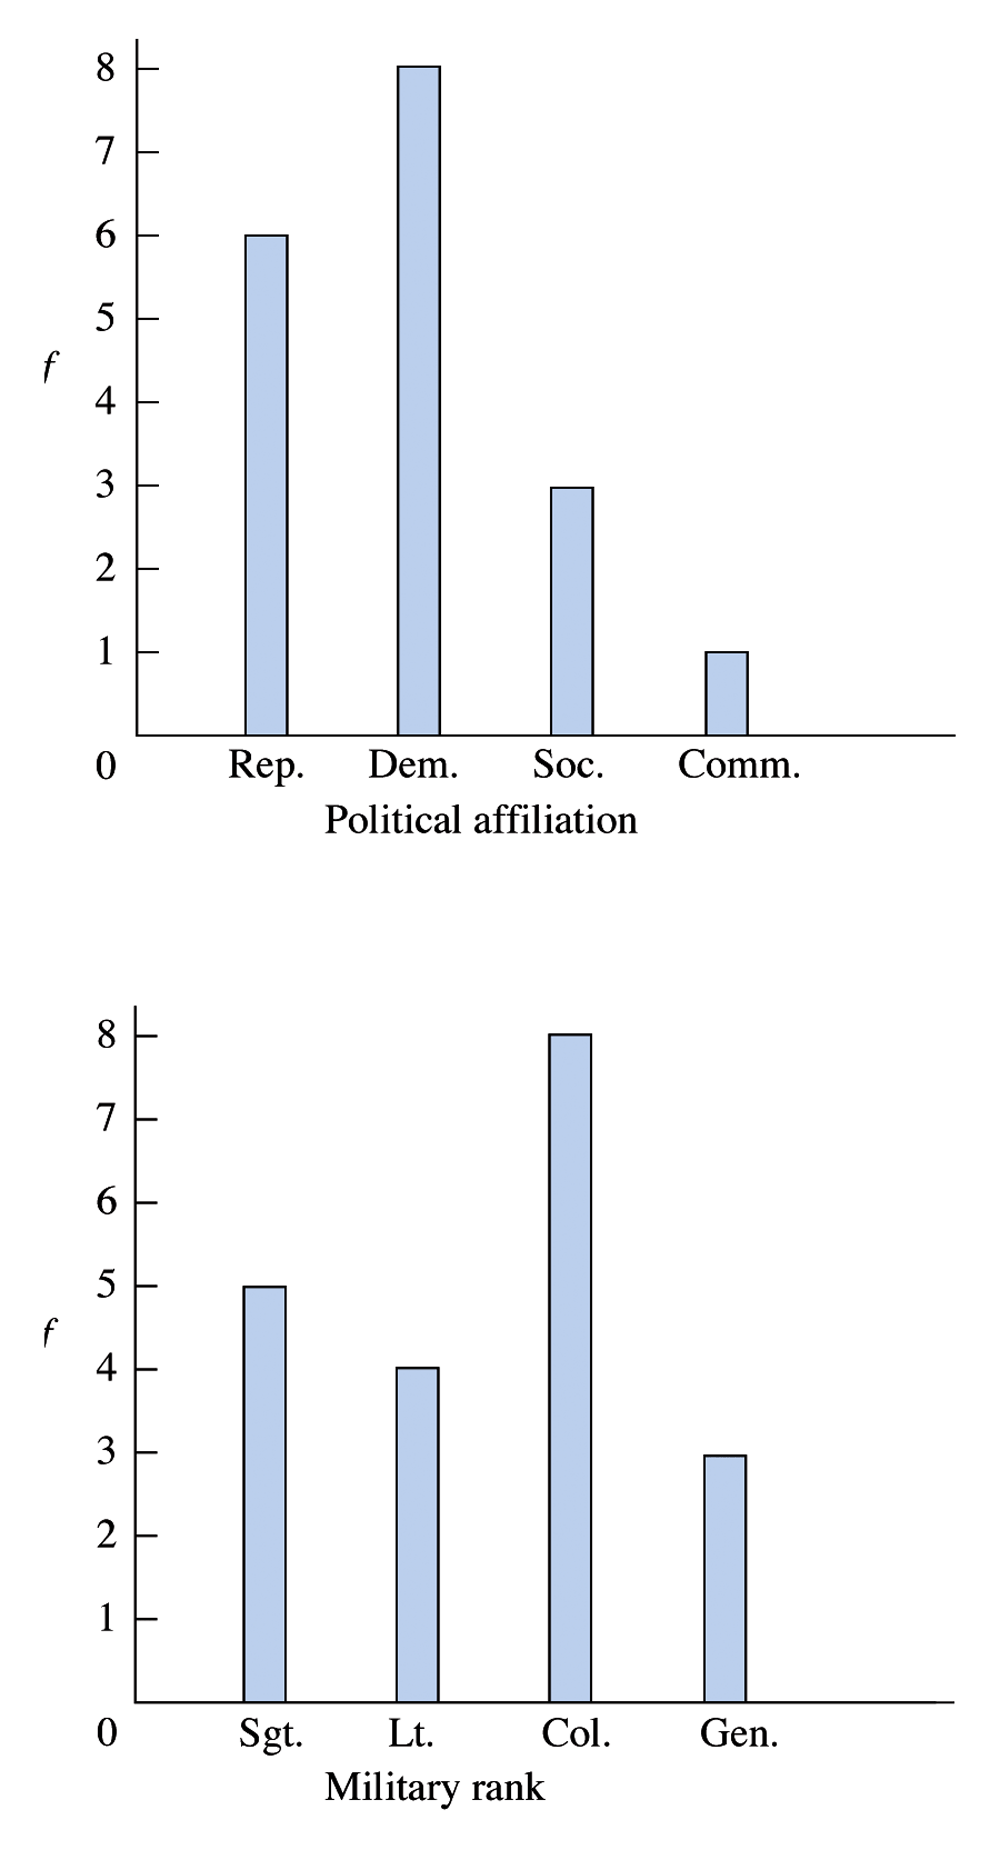 8
7
6
5
f
4
3
2
1
0 Rep. Dem. Soc. Comm.
Political affiliation
8
7
6
5
f
4
3
2
1
0 Sgt. Lt. Col. Gen.
Military rank